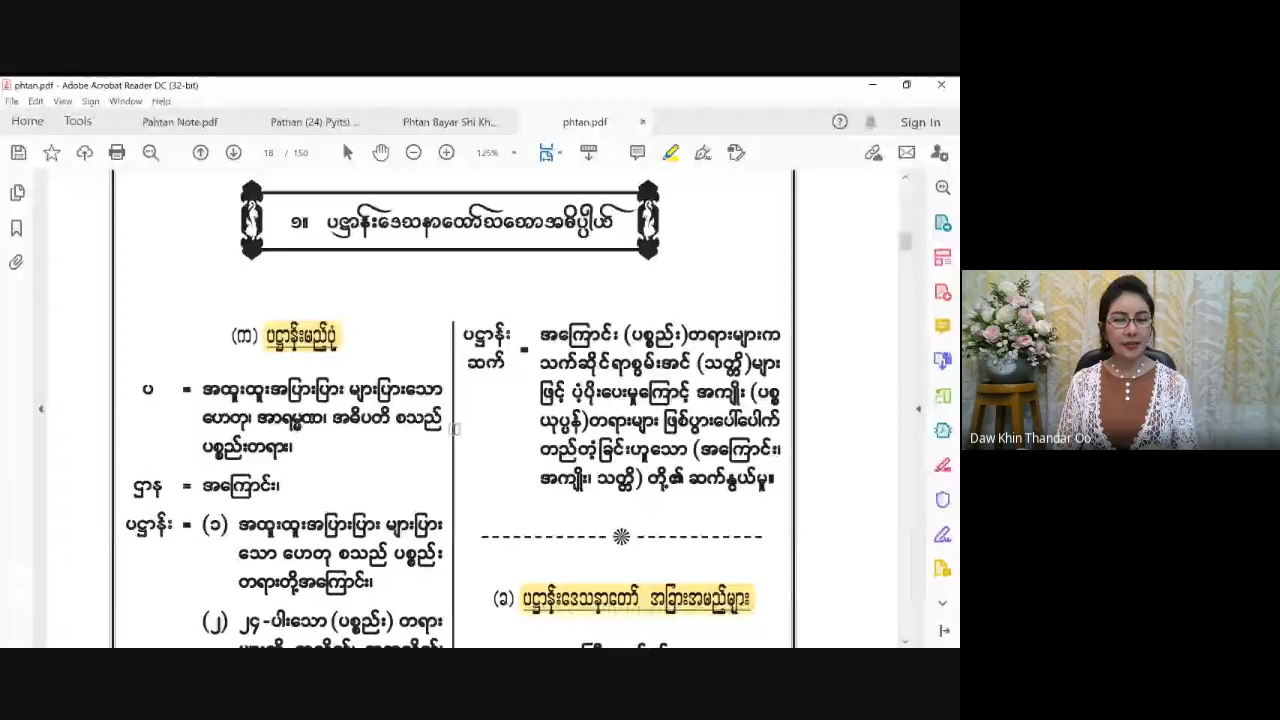 phtan.pdf - Adobe Acrobat Reader DC (32-bit)
File Edit View Sign Window Help
Home Tools Pahtan Note.pdf Pathan (24) Pyitsi ... Phtan Bayar Shi Kh... phtan.pdf × Sign In
18 / 150 125%
၁။ ပဋ္ဌာန်းဒေသနာတော်သဘောအဓိပ္ပါယ်
(က) ပဋ္ဌာန်းမည်ပုံ
ပ = အထူးထူးအပြားပြား များပြားသော
ဟေတု၊ အာရမ္မဏ၊ အဓိပတိ စသည်
ပစ္စည်းတရား၊
ဌာန = အကြောင်း၊
ပဋ္ဌာန်း = (၁) အထူးထူးအပြားပြား များပြား
သော ဟေတု စသည် ပစ္စည်း
တရားတို့အကြောင်း၊
(၂) ၂၄-ပါးသော (ပစ္စည်း) တရား
ပဋ္ဌာန်း = အကြောင်း (ပစ္စည်း)တရားများက
ဆက် သက်ဆိုင်ရာစွမ်းအင် (သတ္တိ)များ
ဖြင့် ပံ့ပိုးပေးမှုကြောင့် အကျိုး (ပစ္စ
ယုပ္ပန်)တရားများ ဖြစ်ပွားပေါ်ပေါက်
တည်တံ့ခြင်းဟူသော (အကြောင်း၊
အကျိုး၊ သတ္တိ) တို့၏ ဆက်နွယ်မှု။
(ခ) ပဋ္ဌာန်းဒေသနာတော် အခြားအမည်များ
Daw Khin Thandar Oo